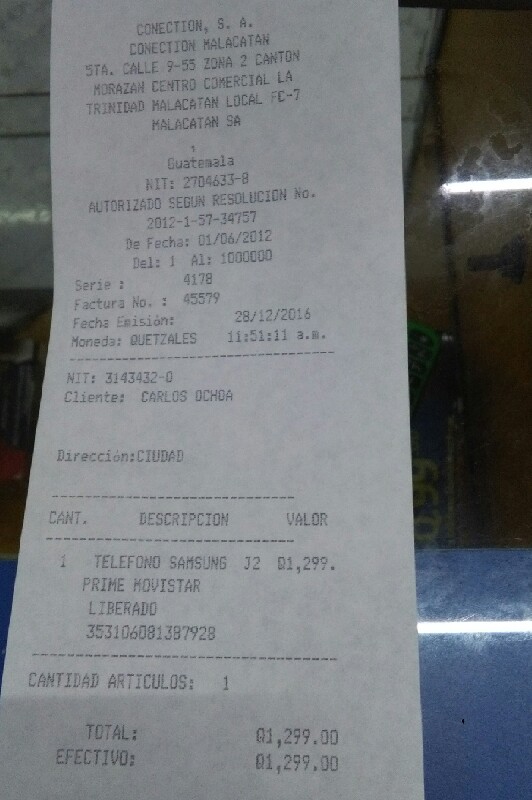 CONECTION, S. A.
CONECTION MALACATAN
5TA. CALLE 9-55 ZONA 2 CANTON
MORAZAN CENTRO COMERCIAL LA
TRINIDAD MALACATAN LOCAL FC-7
MALACATAN SA
,
Guatemala
NIT: 2704633-8
AUTORIZADO SEGUN RESOLUCION No.
2012-1-57-34757
De Fecha: 01/06/2012
Del: 1 Al: 1000000
Serie : 4178
Factura No. : 45579
Fecha Emisión: 28/12/2016
Moneda: QUETZALES 11:51:11 a.m.
NIT: 3143432-0
Cliente: CARLOS OCHOA
Dirección:CIUDAD
CANT. DESCRIPCION VALOR
1 TELEFONO SAMSUNG J2 Q1,299.
PRIME MOVISTAR
LIBERADO
353106081387928
CANTIDAD ARTICULOS: 1
TOTAL: Q1,299.00
EFECTIVO: Q1,299.00